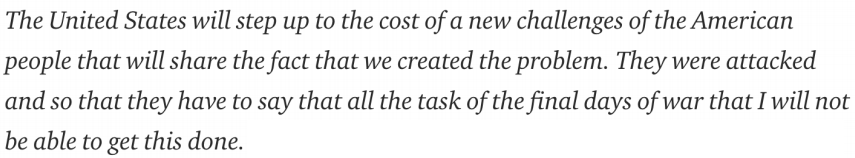 The United States will step up to the cost of a new challenges of the American
people that will share the fact that we created the problem. They were attacked
and so that they have to say that all the task of the final days of war that I will not
be able to get this done.